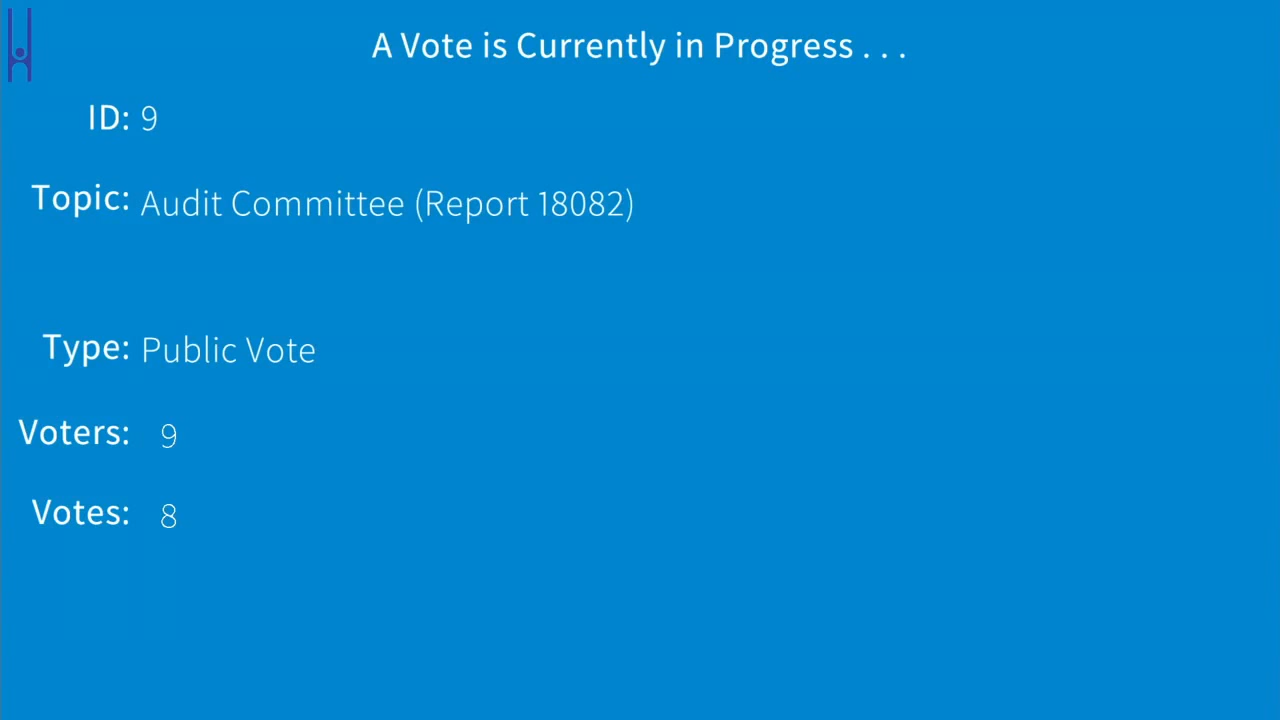 A Vote is Currently in Progress . . .
ID: 9
Topic: Audit Committee (Report 18082)
Type: Public Vote
Voters: 9
Votes: 8